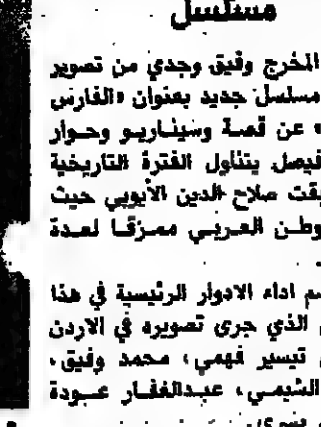 مسلسل
المخرج وفيق وجدي من تصوير
مسلسل جديد بعنوان «الفارس
» عن قصة وسيناريو وحوار
فيصل يتناول الفترة التاريخية
بقت صلاح الدين الأيوبي حيث
وطن العربي ممزقا لعدة
م اداء الادوار الرئيسية في هذا
الذي جرى تصويره في الاردن
تيسير فهمي، محمد وفيق،
الشيمي، عبدالغفار عودة